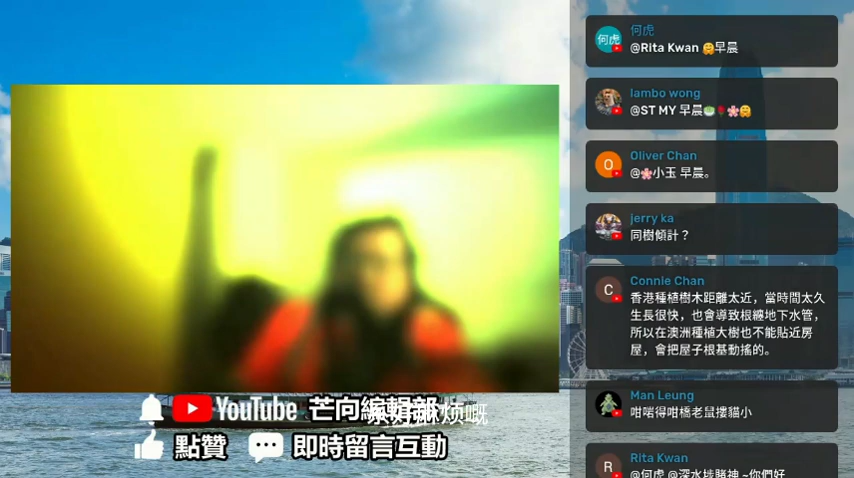 何虎
何虎
@Rita Kwan 🤗早晨
lambo wong
@ST MY 早晨🍵🌹🌸🤗
O
Oliver Chan
@🌸小玉 早晨。
jerry ka
同樹傾計？
C
Connie Chan
香港種植樹木距離太近，當時間太久
生長很快，也會導致根纏地下水管，
所以在澳洲種植大樹也不能貼近房
屋，會把屋子根基動搖的。
Man Leung
咁啱得咁橋老鼠摟貓小
R
Rita Kwan
@何虎 @深水埗賭神 ~你們好
YouTube 芒向編輯部
烦嘅
點贊 即時留言互動